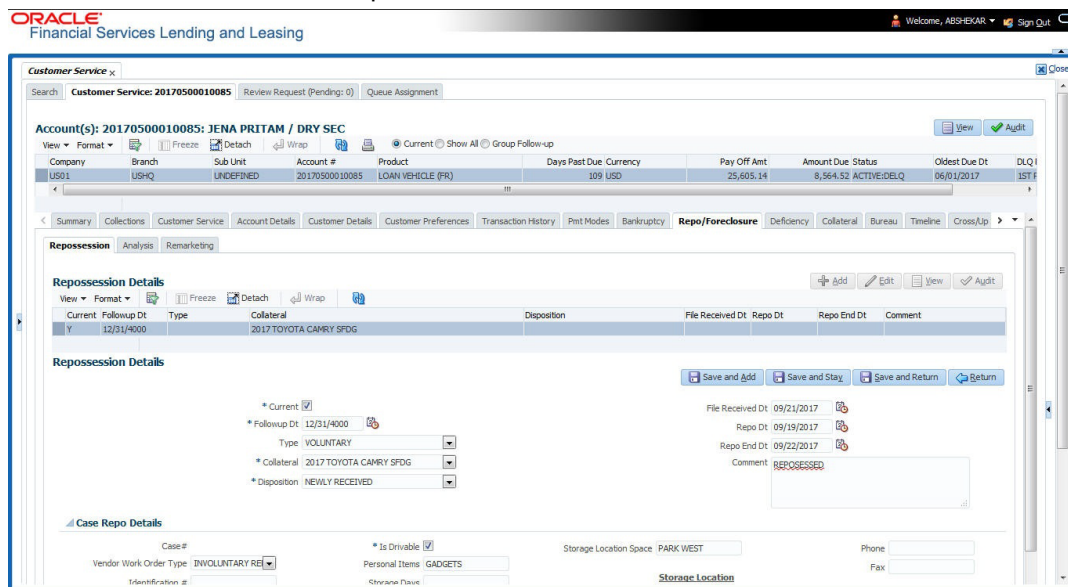 ORACLE
Financial Services Lending and Leasing
Welcome, ABSHEKAR Sign Out
Customer Service x Close
Search Customer Service: 20170500010085 Review Request (Pending: 0) Queue Assignment
Account(s): 20170500010085: JENA PRITAM / DRY SEC View Audit
View Format Freeze Detach Wrap Current Show All Group Follow-up
Company Branch Sub Unit Account # Product Days Past Due Currency Pay Off Amt Amount Due Status Oldest Due Dt DLQ
US01 USHQ UNDEFINED 20170500010085 LOAN VEHICLE (FR) 109 USD 25,605.14 8,564.52 ACTIVE:DELQ 06/01/2017 1ST
Summary Collections Customer Service Account Details Customer Details Customer Preferences Transaction History Pmt Modes Bankruptcy Repo/Foreclosure Deficiency Collateral Bureau Timeline Cross/Up
Repossession Analysis Remarketing
Repossession Details Add Edit View Audit
View Format Freeze Detach Wrap
Current Followup Dt Type Collateral Disposition File Received Dt Repo Dt Repo End Dt Comment
Y 12/31/4000 2017 TOYOTA CAMRY SFDG
Repossession Details
Save and Add Save and Stay Save and Return Return
* Current File Received Dt 09/21/2017
* Followup Dt 12/31/4000 Repo Dt 09/19/2017
Type VOLUNTARY Repo End Dt 09/22/2017
* Collateral 2017 TOYOTA CAMRY SFDG Comment REPOSESSED
* Disposition NEWLY RECEIVED
Case Repo Details
Case# * Is Drivable Storage Location Space PARK WEST Phone
Vendor Work Order Type INVOLUNTARY Personal Items GADGETS Fax
Identification # Storage Days Storage Location